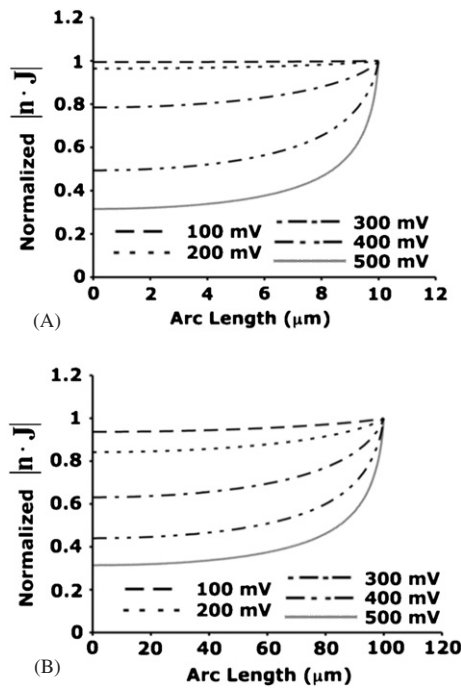 1.2
1
0.8
0.6
0.4
0.2
0
Normalized |n · J|
100 mV
200 mV
300 mV
400 mV
500 mV
0 2 4 6 8 10 12
Arc Length (μm)
(A)
1.2
1
0.8
0.6
0.4
0.2
0
Normalized |n · J|
100 mV
200 mV
300 mV
400 mV
500 mV
0 20 40 60 80 100 120
Arc Length (μm)
(B)